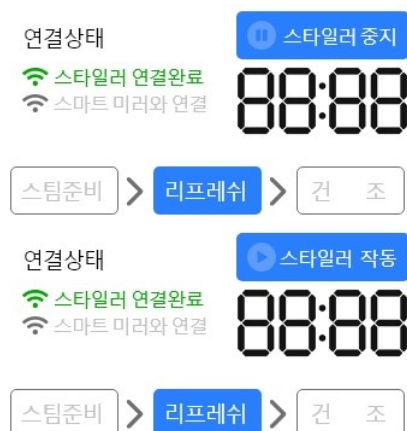 연결상태
스타일러 중지
스타일러 연결완료
스마트 미러와 연결
88:88
스팀준비 리프레쉬 건 조
연결상태
스타일러 작동
스타일러 연결완료
스마트 미러와 연결
88:88
스팀준비 리프레쉬 건 조